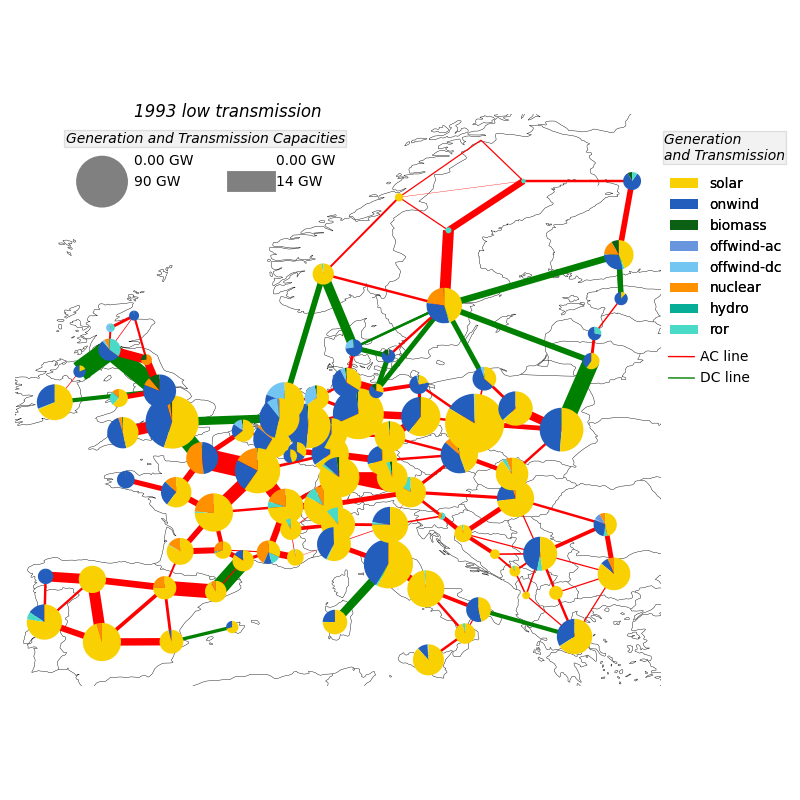 1993 low transmission
Generation and Transmission Capacities
0.00 GW
0.00 GW
90 GW
14 GW
Generation
and Transmission
solar
onwind
biomass
offwind-ac
offwind-dc
nuclear
hydro
ror
AC line
DC line